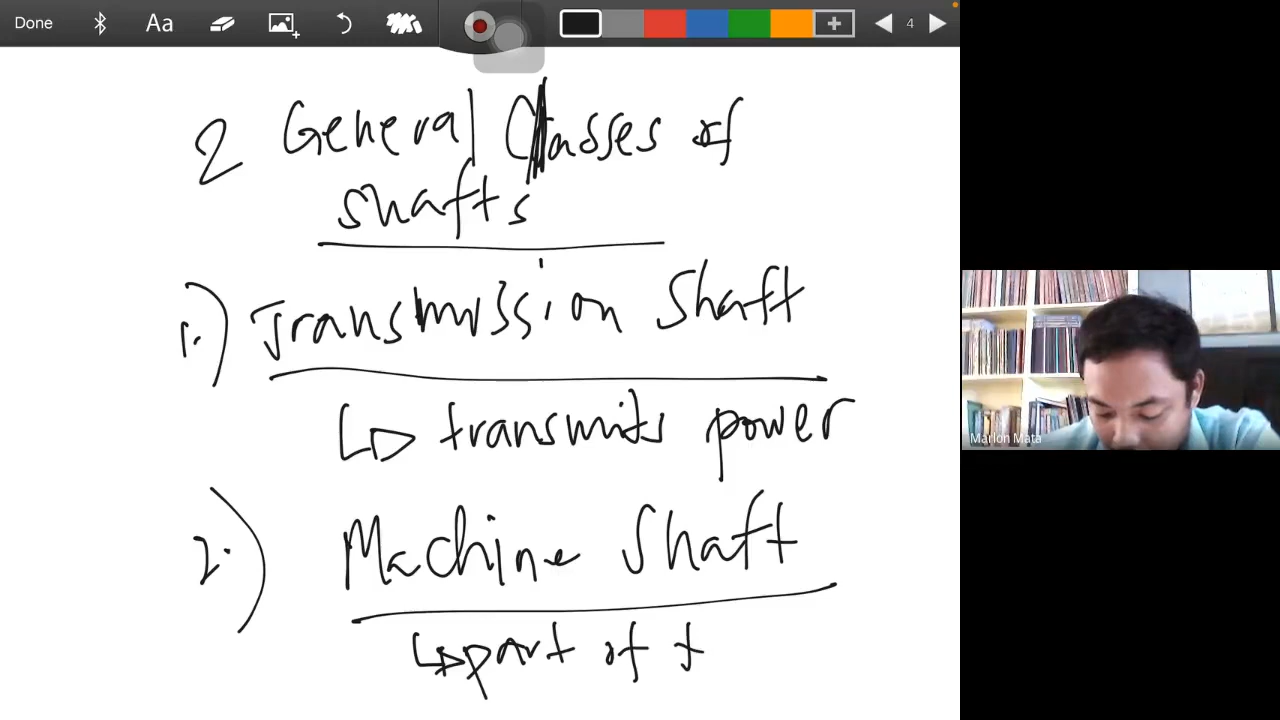 Done
Aa
4
2 General Classes of
shafts
1.) Transmission Shaft
transmits power
2.) Machine Shaft
part of t
Marlon Mata